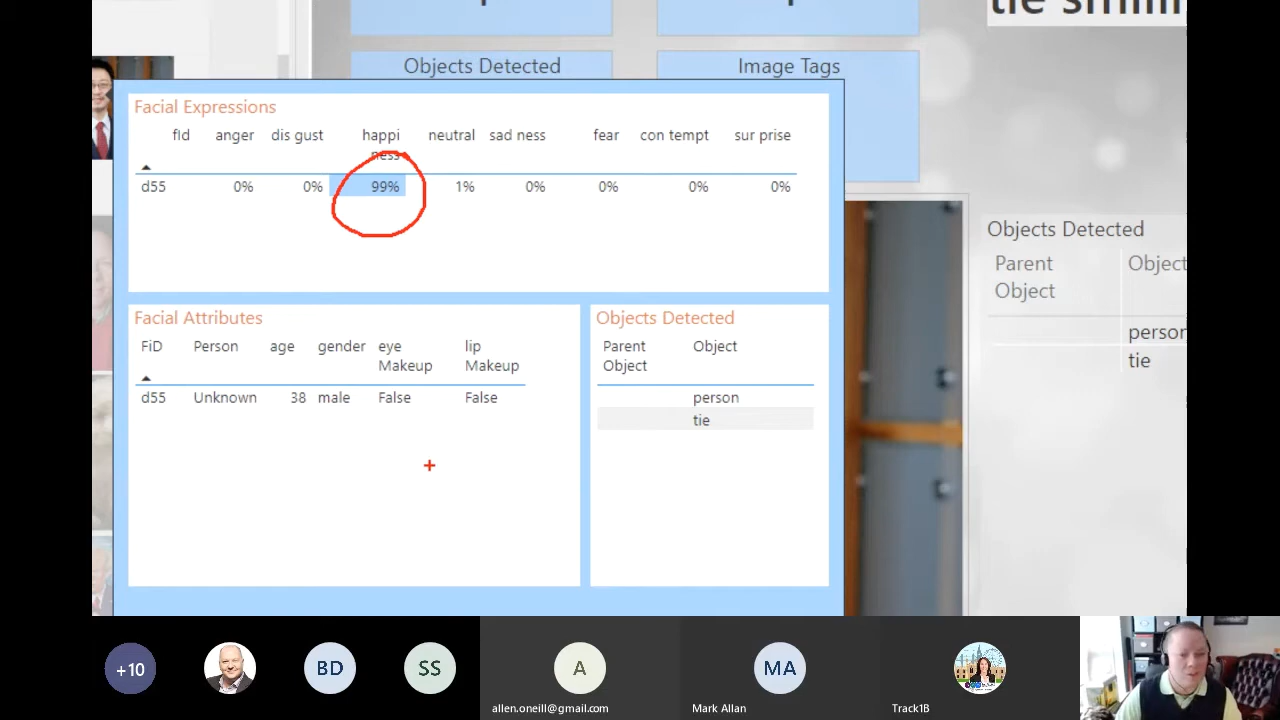 Objects Detected
Image Tags
Facial Expressions
fId anger dis gust happi ness neutral sad ness fear con tempt sur prise
d55 0% 0% 99% 1% 0% 0% 0% 0%
Objects Detected
Parent Object
Object
person
tie
Facial Attributes
FiD Person age gender eye Makeup lip Makeup
d55 Unknown 38 male False False
Objects Detected
Parent Object Object
person
tie
+10
BD
SS
A
MA
allen.oneill@gmail.com
Mark Allan
Track1B